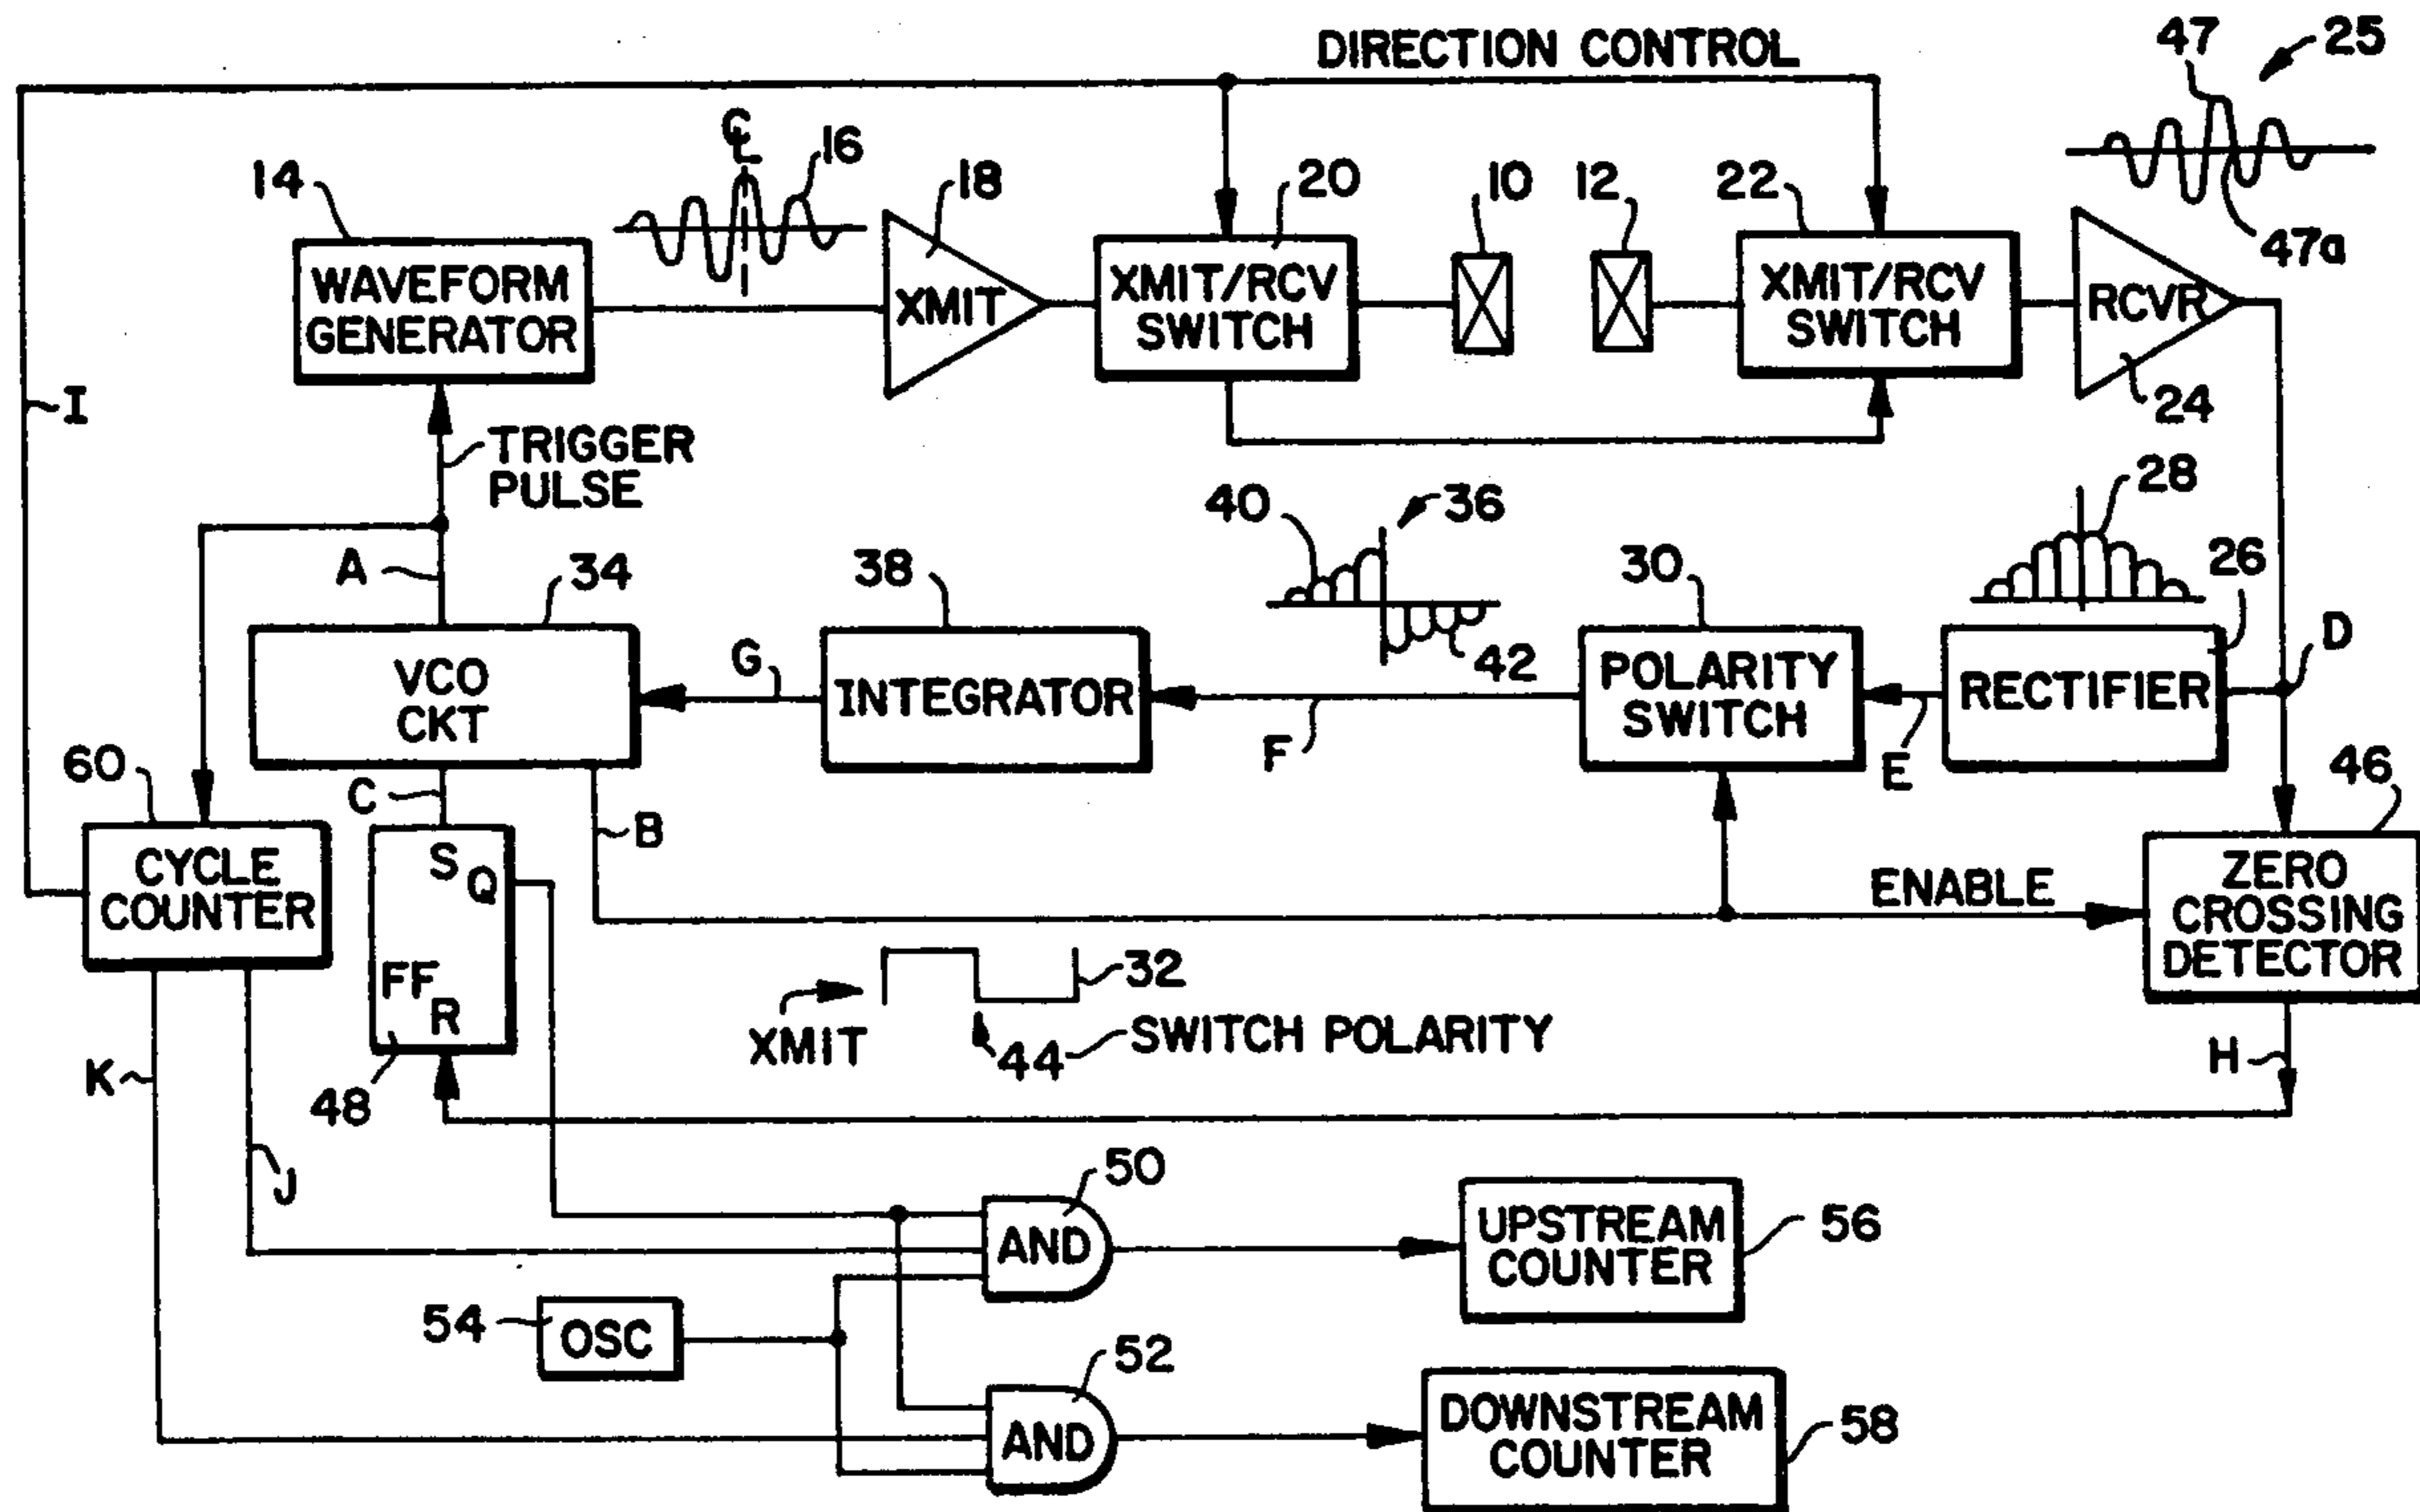 DIRECTION CONTROL
47
25
℄
16
14
18
20
10
12
22
47a
WAVEFORM
GENERATOR
XMIT
XMIT/RCV
SWITCH
XMIT/RCV
SWITCH
RCVR
24
I
TRIGGER
PULSE
40
36
28
A
34
38
30
26
D
VCO
CKT
G
INTEGRATOR
42
POLARITY
SWITCH
RECTIFIER
F
E
60
C
B
46
CYCLE
COUNTER
S
Q
FF
R
ENABLE
ZERO
CROSSING
DETECTOR
32
XMIT
44
SWITCH POLARITY
K
48
H
J
50
AND
UPSTREAM
COUNTER
56
54
OSC
52
AND
DOWNSTREAM
COUNTER
58